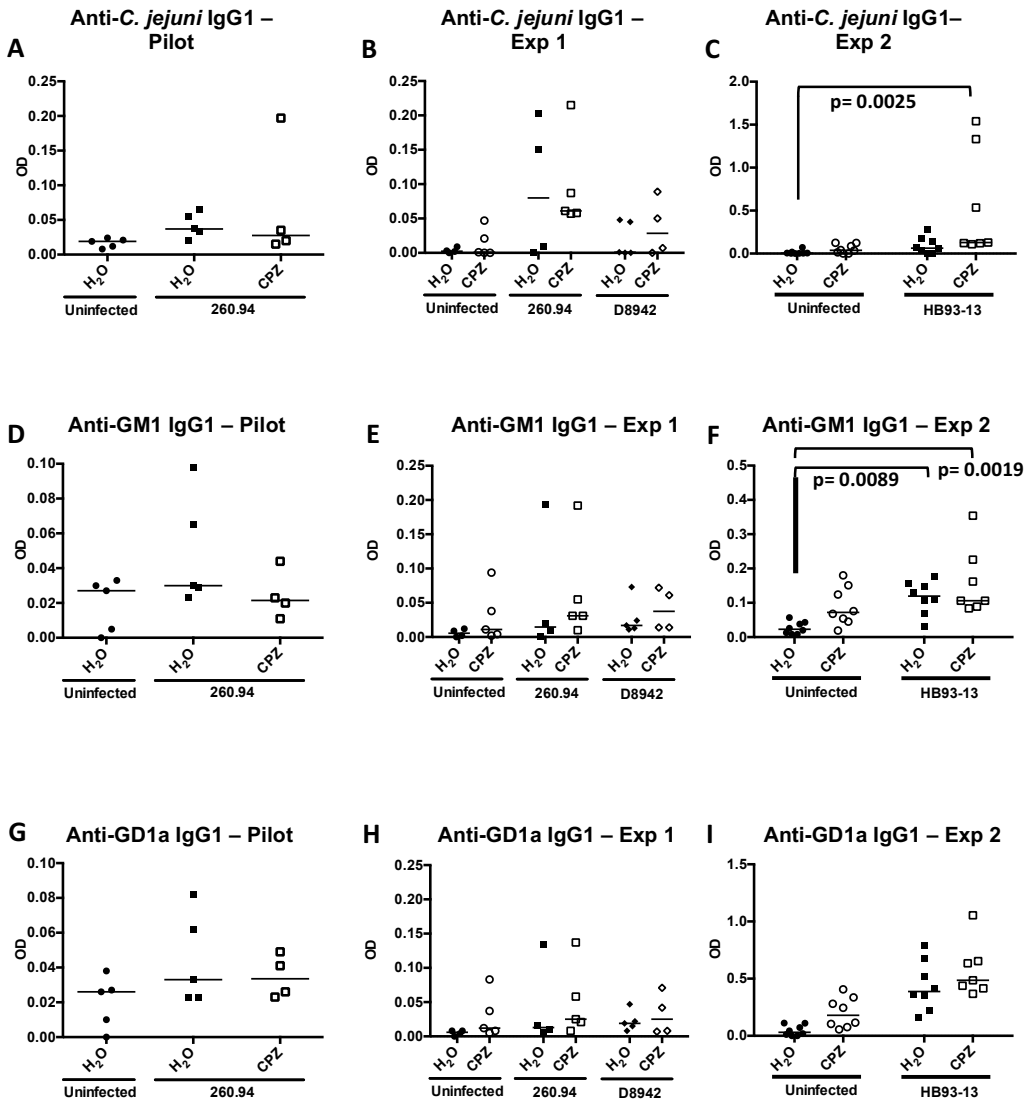 A
Anti-C. jejuni IgG1 –
Pilot
0.25
0.20
0.15
0.10
0.05
0.00
OD
H2O
H2O
CPZ
Uninfected
260.94
B
Anti-C. jejuni IgG1 –
Exp 1
0.25
0.20
0.15
0.10
0.05
0.00
OD
H2O
CPZ
H2O
CPZ
H2O
CPZ
Uninfected
260.94
D8942
C
Anti-C. jejuni IgG1–
Exp 2
2.0
1.5
1.0
0.5
0.0
OD
p= 0.0025
H2O
CPZ
H2O
CPZ
Uninfected
HB93-13
D
Anti-GM1 IgG1 – Pilot
0.10
0.08
0.06
0.04
0.02
0.00
OD
H2O
H2O
CPZ
Uninfected
260.94
E
Anti-GM1 IgG1 – Exp 1
0.25
0.20
0.15
0.10
0.05
0.00
OD
H2O
CPZ
H2O
CPZ
H2O
CPZ
Uninfected
260.94
D8942
F
Anti-GM1 IgG1 – Exp 2
0.5
0.4
0.3
0.2
0.1
0.0
OD
p= 0.0089
p= 0.0019
H2O
CPZ
H2O
CPZ
Uninfected
HB93-13
G
Anti-GD1a IgG1 – Pilot
0.10
0.08
0.06
0.04
0.02
0.00
OD
H2O
H2O
CPZ
Uninfected
260.94
H
Anti-GD1a IgG1 – Exp 1
0.25
0.20
0.15
0.10
0.05
0.00
OD
H2O
CPZ
H2O
CPZ
H2O
CPZ
Uninfected
260.94
D8942
I
Anti-GD1a IgG1 – Exp 2
1.5
1.0
0.5
0.0
OD
H2O
CPZ
H2O
CPZ
Uninfected
HB93-13